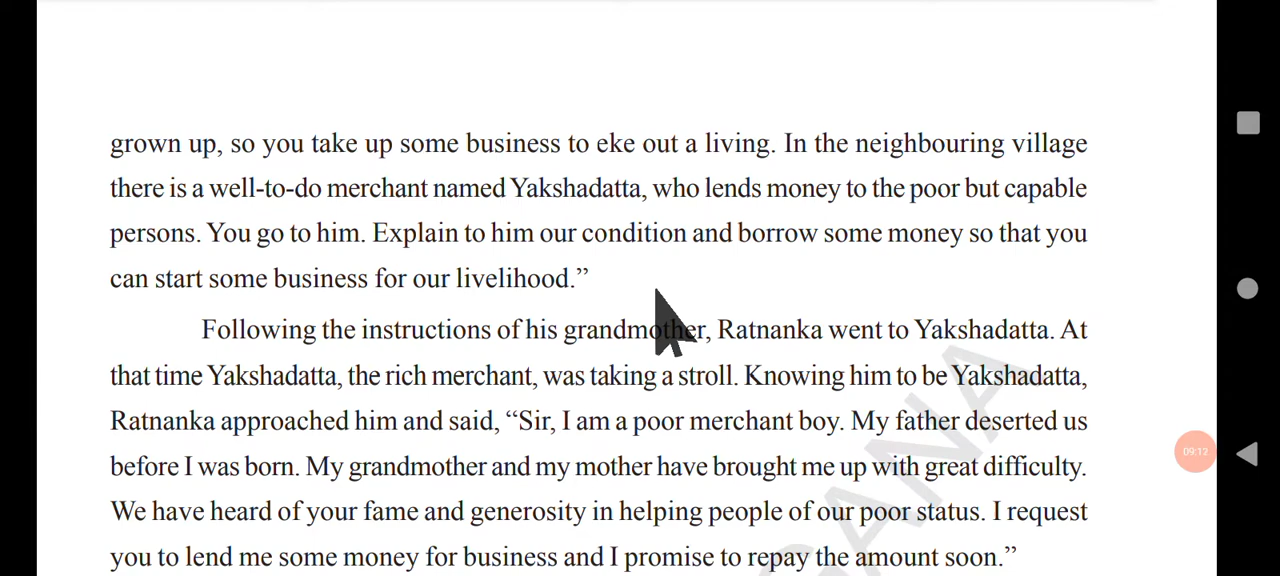 grown up, so you take up some business to eke out a living. In the neighbouring village
there is a well-to-do merchant named Yakshadatta, who lends money to the poor but capable
persons. You go to him. Explain to him our condition and borrow some money so that you
can start some business for our livelihood.”
Following the instructions of his grandmother, Ratnanka went to Yakshadatta. At
that time Yakshadatta, the rich merchant, was taking a stroll. Knowing him to be Yakshadatta,
Ratnanka approached him and said, “Sir, I am a poor merchant boy. My father deserted us
before I was born. My grandmother and my mother have brought me up with great difficulty.
We have heard of your fame and generosity in helping people of our poor status. I request
you to lend me some money for business and I promise to repay the amount soon.”
GANA
09:12